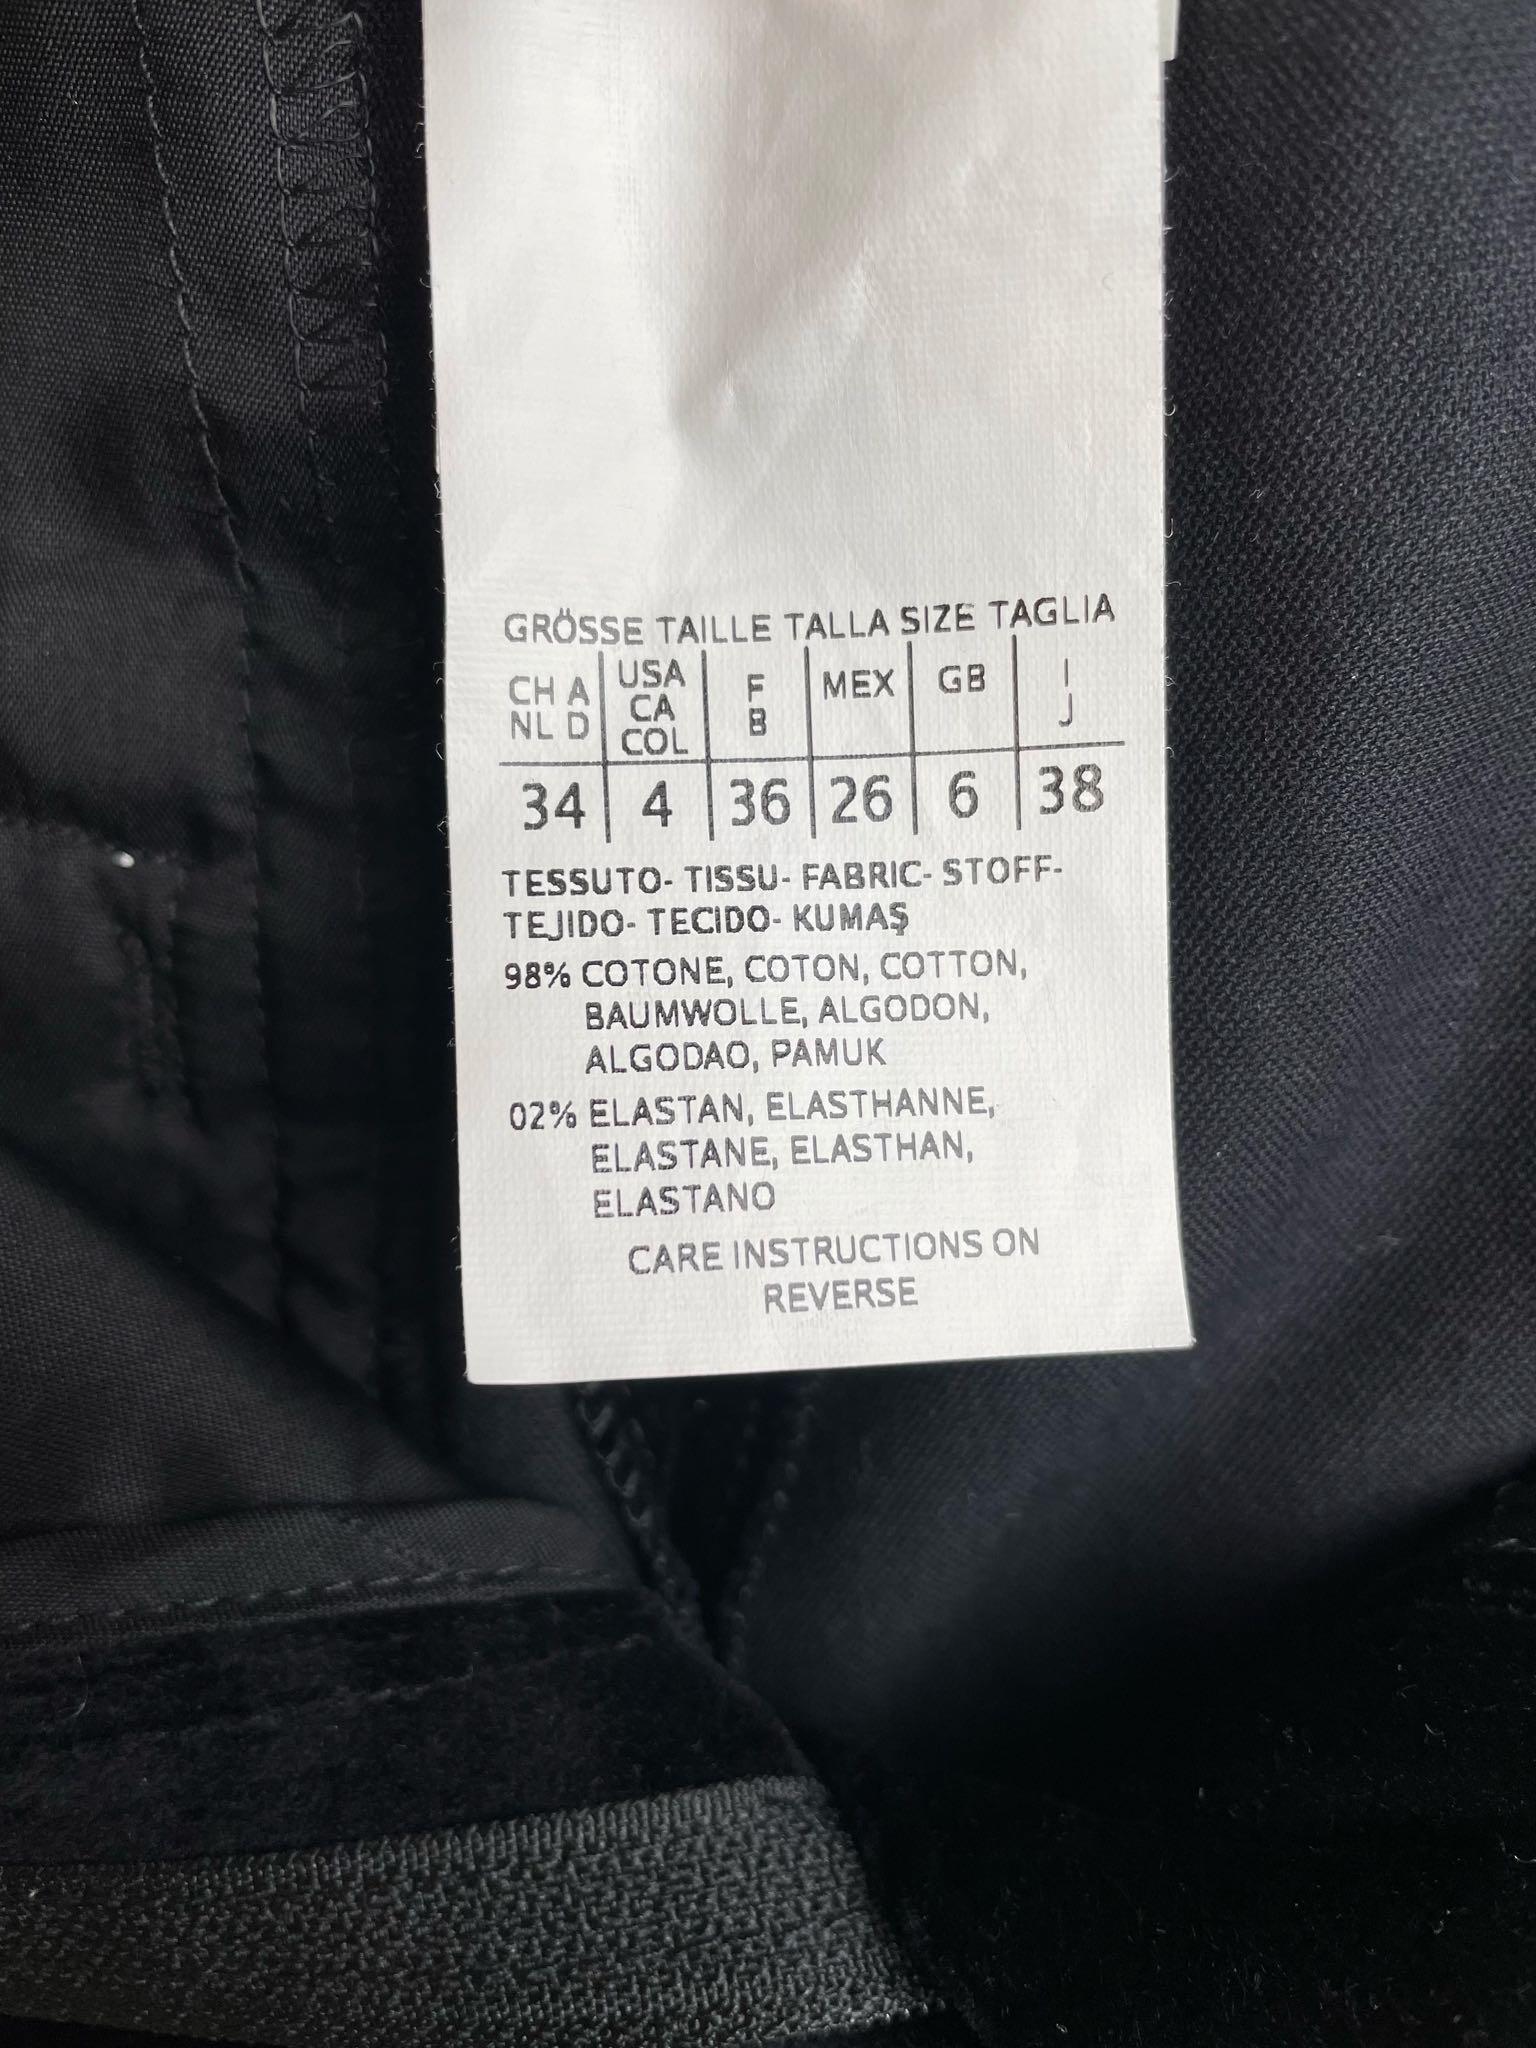 GRÖSSE TAILLE TALLA SIZE TAGLIA
CH A NL D | USA CA COL | F B | MEX | GB | I J
34 | 4 | 36 | 26 | 6 | 38
TESSUTO- TISSU- FABRIC- STOFF-
TEJIDO- TECIDO- KUMAŞ
98% COTONE, COTON, COTTON,
BAUMWOLLE, ALGODON,
ALGODAO, PAMUK
02% ELASTAN, ELASTHANNE,
ELASTANE, ELASTHAN,
ELASTANO
CARE INSTRUCTIONS ON
REVERSE